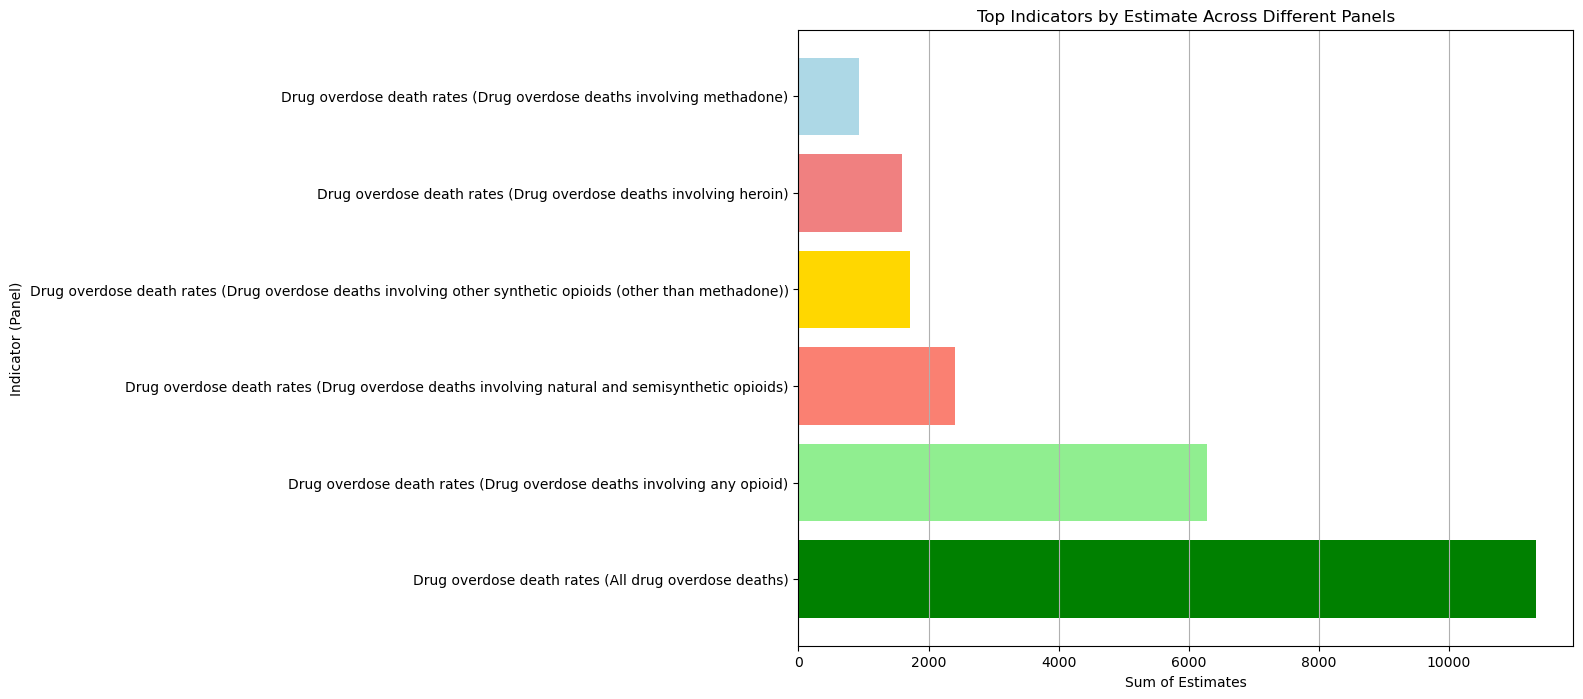 Top Indicators by Estimate Across Different Panels
Indicator (Panel)
Drug overdose death rates (Drug overdose deaths involving methadone)
Drug overdose death rates (Drug overdose deaths involving heroin)
Drug overdose death rates (Drug overdose deaths involving other synthetic opioids (other than methadone))
Drug overdose death rates (Drug overdose deaths involving natural and semisynthetic opioids)
Drug overdose death rates (Drug overdose deaths involving any opioid)
Drug overdose death rates (All drug overdose deaths)
0 2000 4000 6000 8000 10000
Sum of Estimates